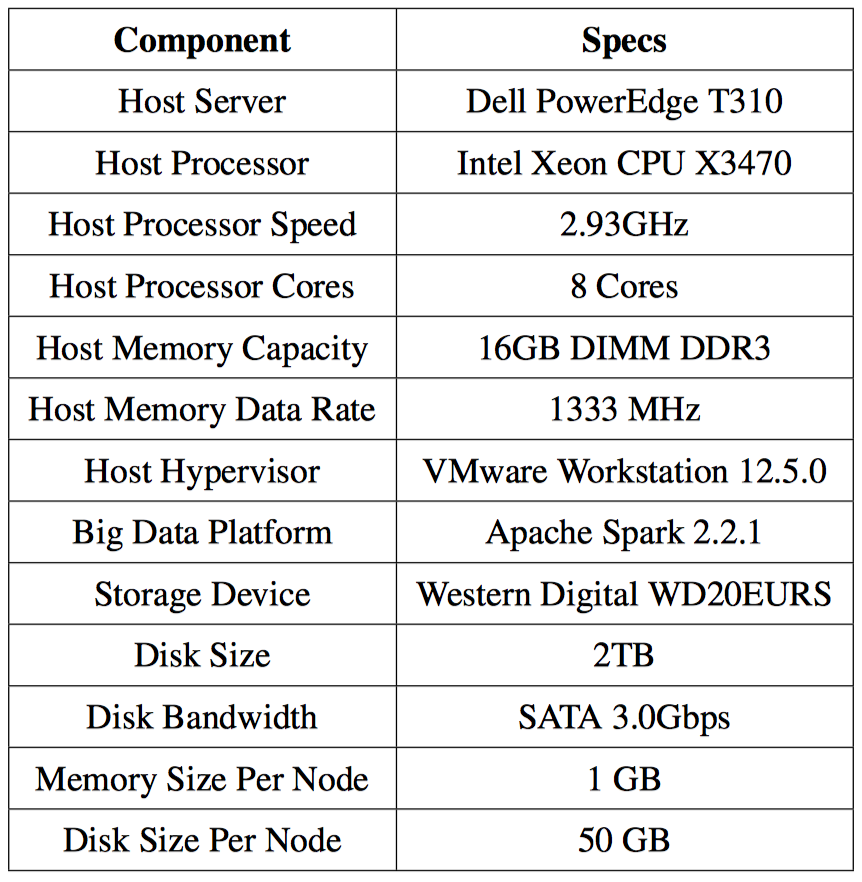 Component Specs
Host Server Dell PowerEdge T310
Host Processor Intel Xeon CPU X3470
Host Processor Speed 2.93GHz
Host Processor Cores 8 Cores
Host Memory Capacity 16GB DIMM DDR3
Host Memory Data Rate 1333 MHz
Host Hypervisor VMware Workstation 12.5.0
Big Data Platform Apache Spark 2.2.1
Storage Device Western Digital WD20EURS
Disk Size 2TB
Disk Bandwidth SATA 3.0Gbps
Memory Size Per Node 1 GB
Disk Size Per Node 50 GB